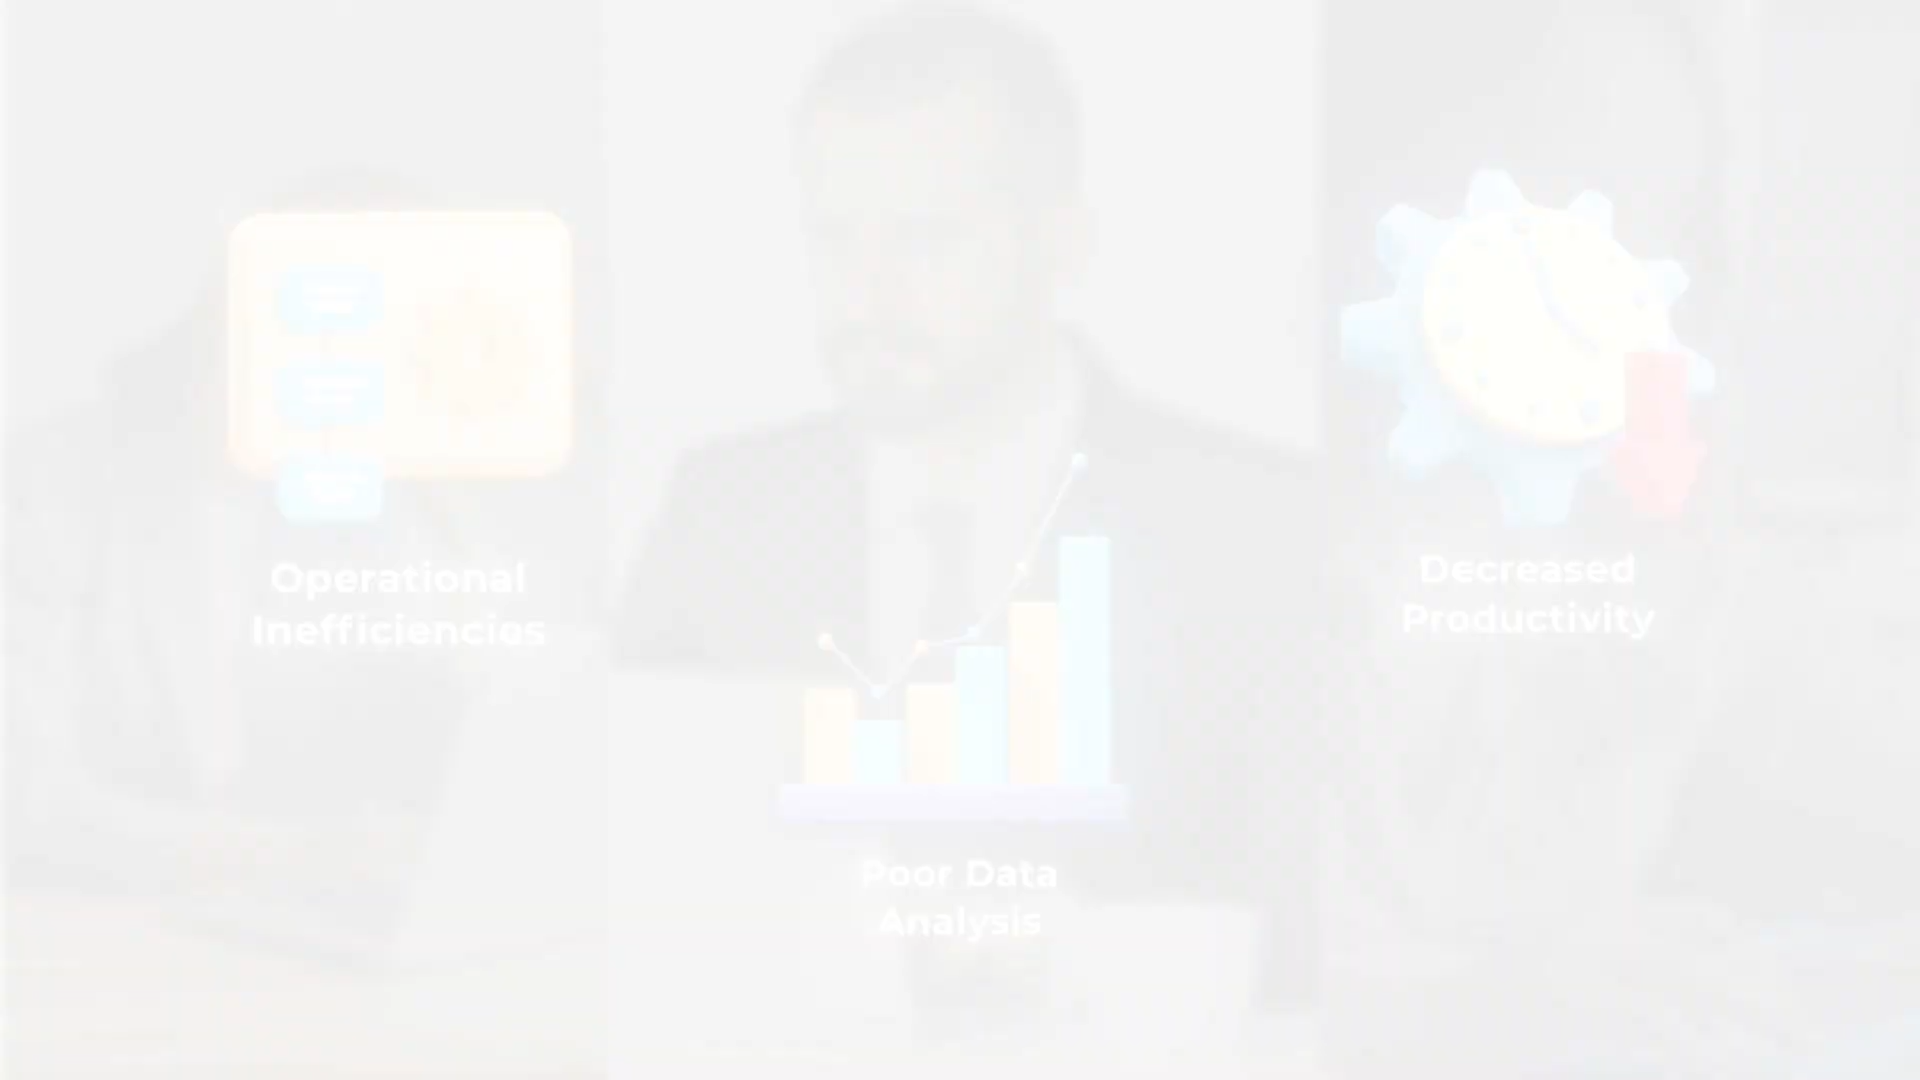 Operational
Inefficiencies
Poor Data
Analysis
Decreased
Productivity